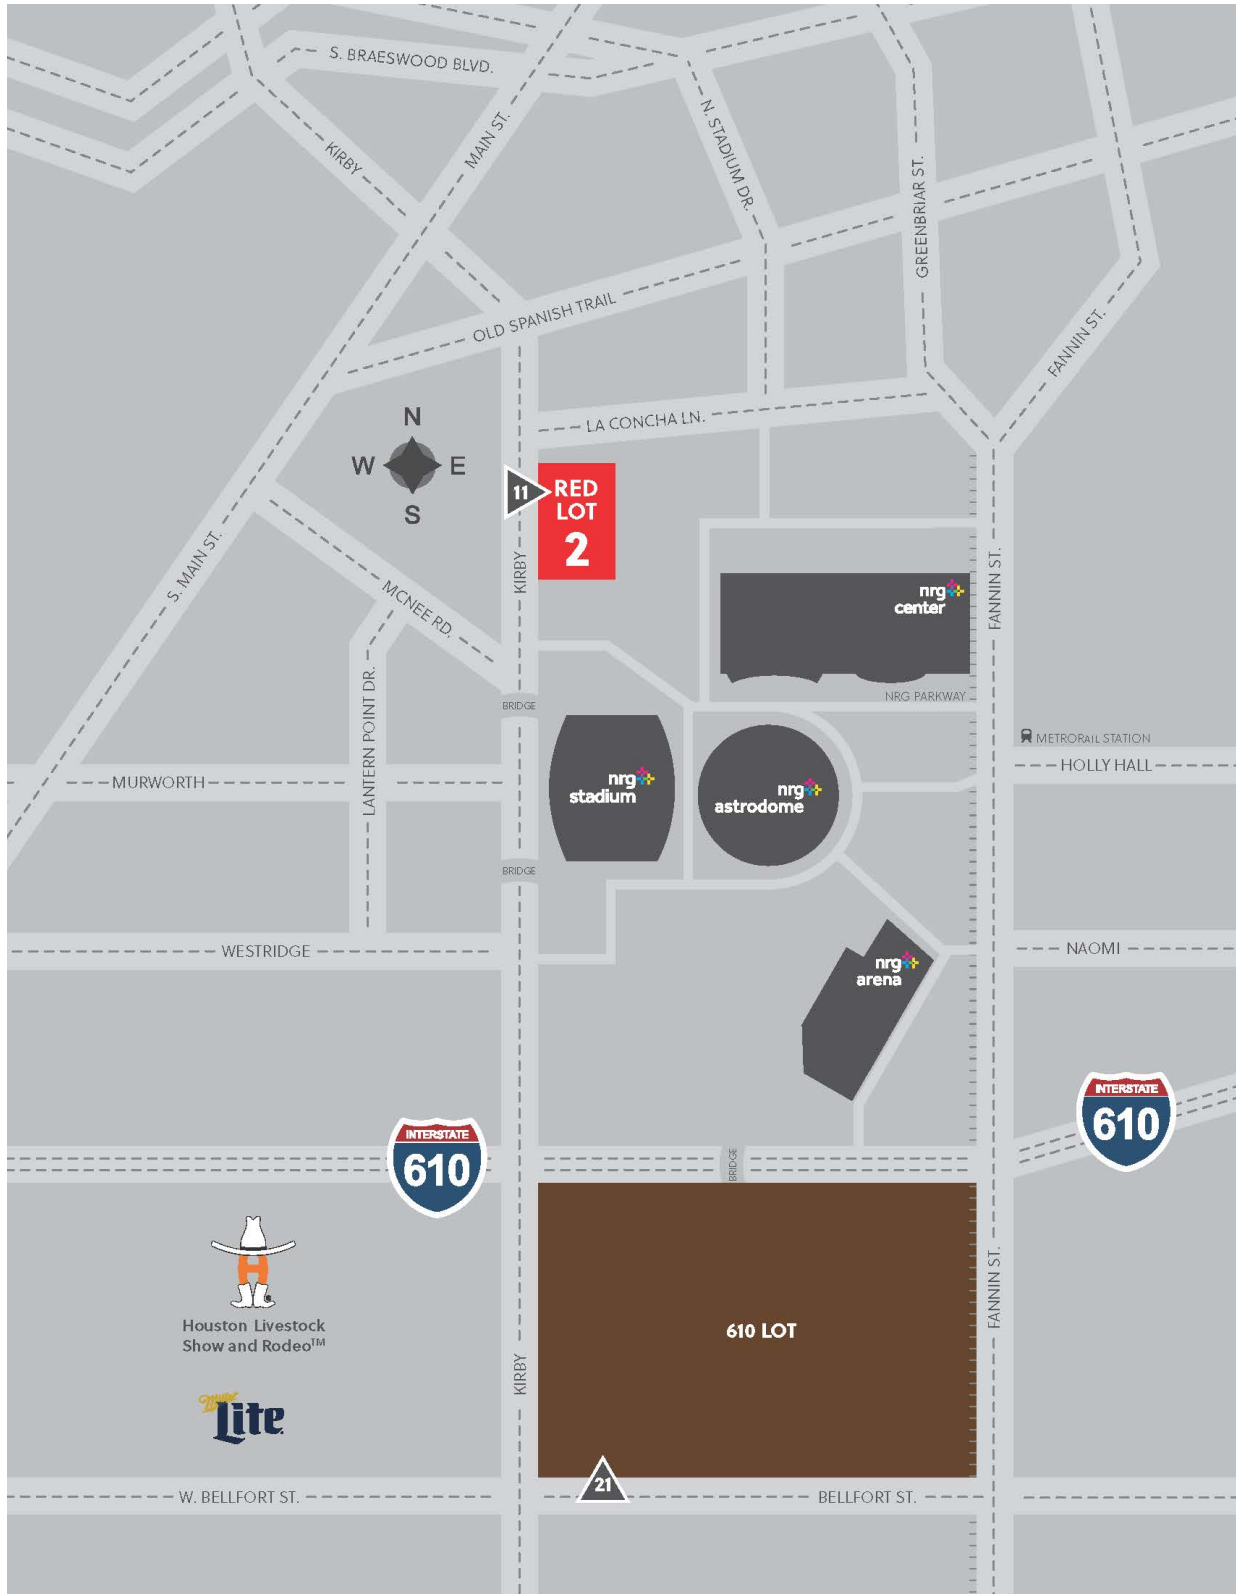 S. BRAESWOOD BLVD.
MAIN ST.
KIRBY
N. STADIUM DR.
GREENBRIAR ST.
OLD SPANISH TRAIL
FANNIN ST.
LA CONCHA LN.
N
W
E
S
11
RED
LOT
2
S. MAIN ST.
KIRBY
MCNEE RD.
FANNIN ST.
nrg
center
LANTERN POINT DR.
NRG PARKWAY
BRIDGE
METRORAIL STATION
HOLLY HALL
MURWORTH
nrg
stadium
nrg
astrodome
BRIDGE
WESTRIDGE
NAOMI
nrg
arena
INTERSTATE
610
INTERSTATE
610
BRIDGE
Houston Livestock
Show and Rodeo™
FANNIN ST.
610 LOT
KIRBY
Miller
Lite
21
W. BELLFORT ST.
BELLFORT ST.